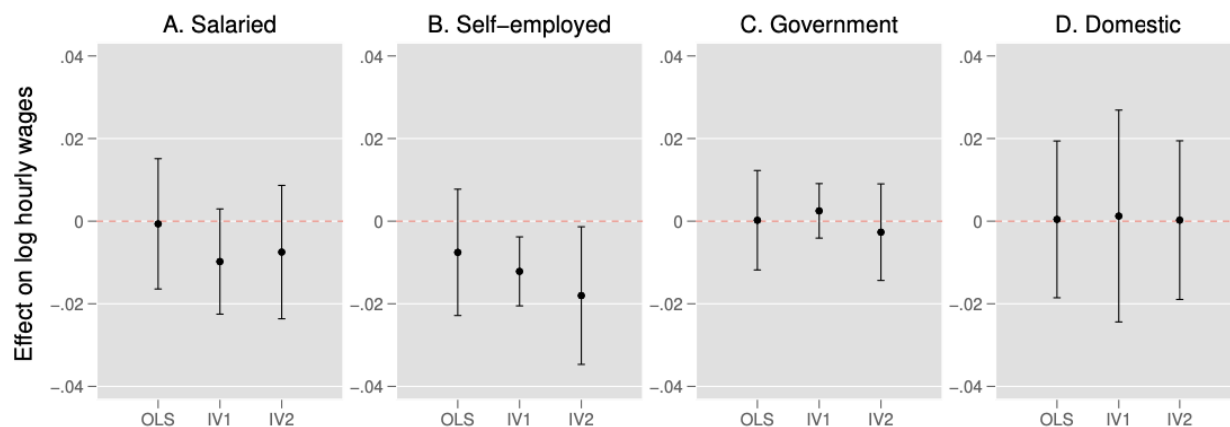 A. Salaried
B. Self−employed
C. Government
D. Domestic
Effect on log hourly wages
.04
.02
0
−.02
−.04
OLS IV1 IV2
.04
.02
0
−.02
−.04
OLS IV1 IV2
.04
.02
0
−.02
−.04
OLS IV1 IV2
.04
.02
0
−.02
−.04
OLS IV1 IV2